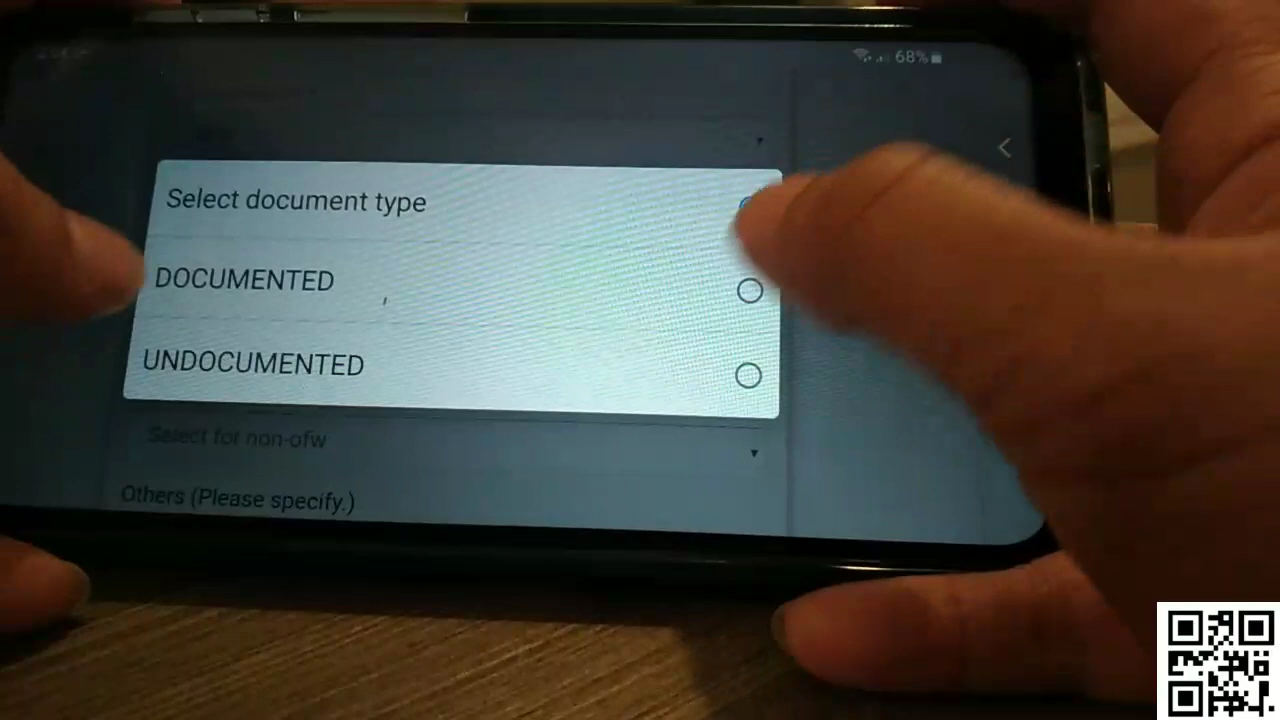 68%
Select document type
DOCUMENTED
UNDOCUMENTED
Select for non-ofw
Others (Please specify.)